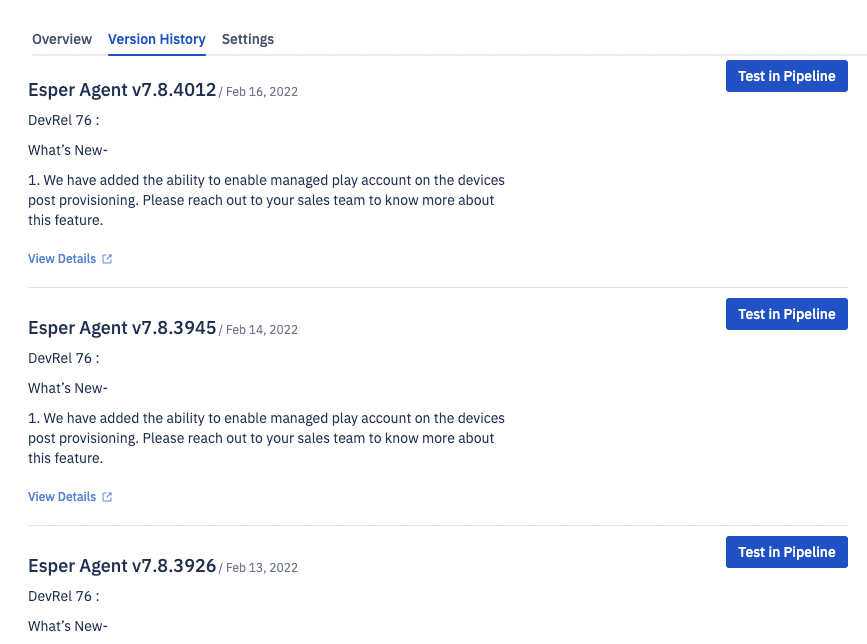 Overview Version History Settings
Test in Pipeline
Esper Agent v7.8.4012 / Feb 16, 2022
DevRel 76 :
What’s New-
1. We have added the ability to enable managed play account on the devices
post provisioning. Please reach out to your sales team to know more about
this feature.
View Details
Test in Pipeline
Esper Agent v7.8.3945 / Feb 14, 2022
DevRel 76 :
What’s New-
1. We have added the ability to enable managed play account on the devices
post provisioning. Please reach out to your sales team to know more about
this feature.
View Details
Test in Pipeline
Esper Agent v7.8.3926 / Feb 13, 2022
DevRel 76 :
What’s New-